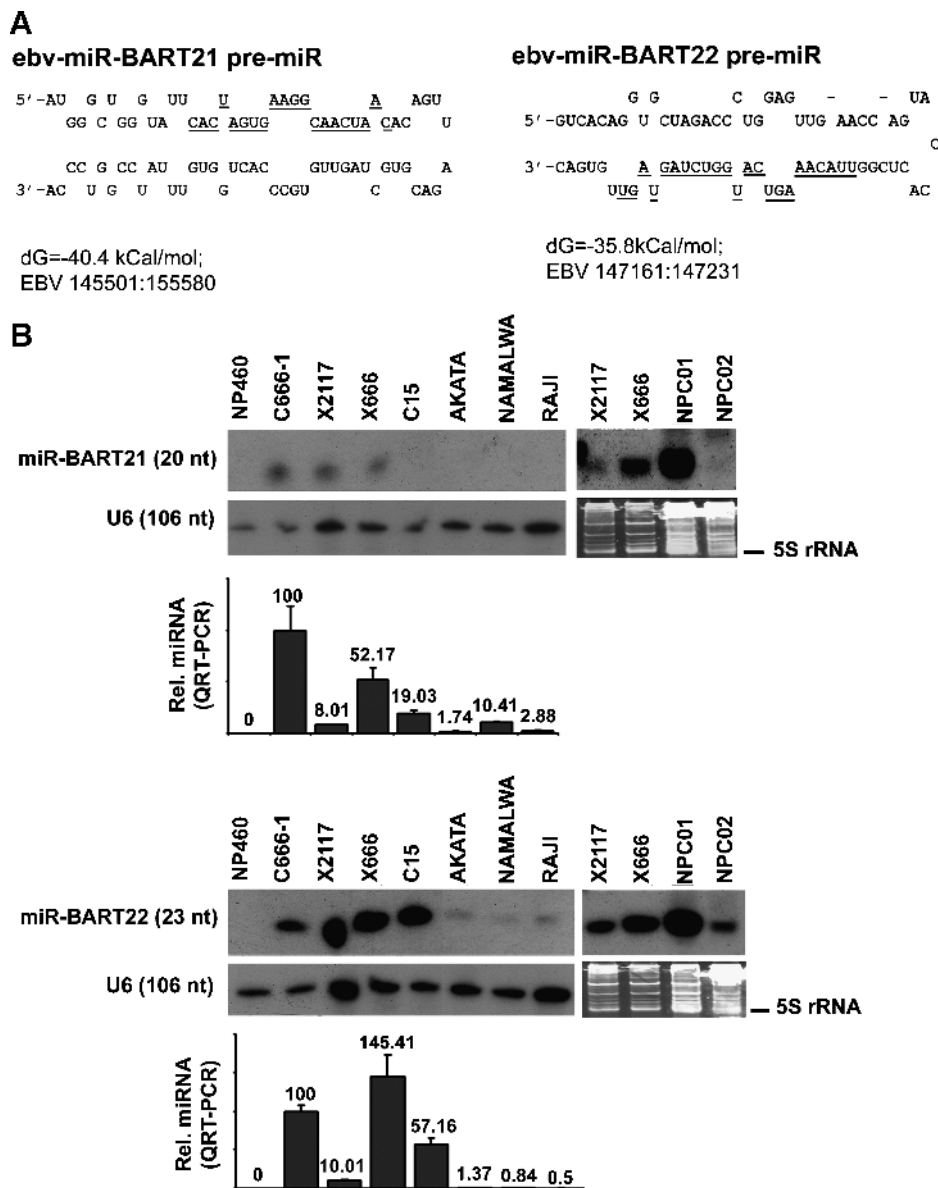 A
ebv-miR-BART21 pre-miR
5'-AU G U G UU U AAGG A AGU
GG C GG UA CAC AGUG CAACUA CAC U
CC G CC AU GUG UCAC GUUGAU GUG A
3'-AC U G U UU G CCGU C CAG
dG=-40.4 kCal/mol;
EBV 145501:155580
ebv-miR-BART22 pre-miR
G G C GAG - - UA
5'-GUCACAG U CUAGACC UG UUG AACC AG
C
3'-CAGUG A GAUCUGG AC AACAUUGGCUC
UUG U U UGA AC
dG=-35.8kCal/mol;
EBV 147161:147231
B
NP460 C666-1 X2117 X666 C15 AKATA NAMALWA RAJI X2117 X666 NPC01 NPC02
miR-BART21 (20 nt)
U6 (106 nt)
5S rRNA
Rel. miRNA
(QRT-PCR)
0 100 8.01 52.17 19.03 1.74 10.41 2.88
NP460 C666-1 X2117 X666 C15 AKATA NAMALWA RAJI X2117 X666 NPC01 NPC02
miR-BART22 (23 nt)
U6 (106 nt)
5S rRNA
Rel. miRNA
(QRT-PCR)
0 100 10.01 145.41 57.16 1.37 0.84 0.5